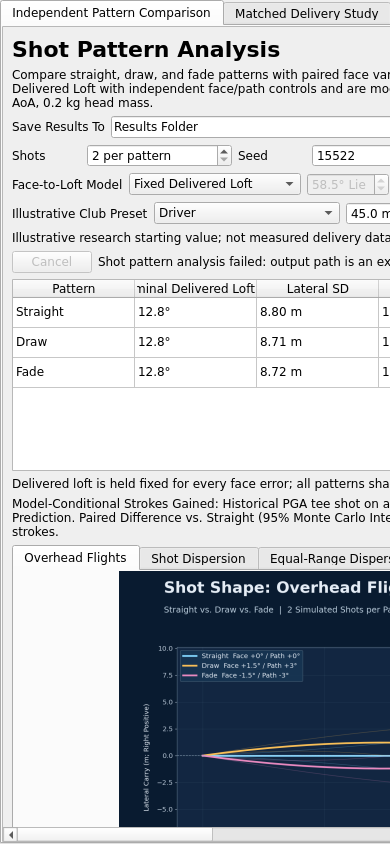 Independent Pattern Comparison
Matched Delivery Study
Shot Pattern Analysis
Compare straight, draw, and fade patterns with paired face var
Delivered Loft with independent face/path controls and are mo
AoA, 0.2 kg head mass.
Save Results To
Results Folder
Shots
2 per pattern
Seed
15522
Face-to-Loft Model
Fixed Delivered Loft
58.5° Lie
Illustrative Club Preset
Driver
45.0 m
Illustrative research starting value; not measured delivery data
Cancel
Shot pattern analysis failed: output path is an ex
Pattern
minal Delivered Loft
Lateral SD
Straight
12.8°
8.80 m
1
Draw
12.8°
8.71 m
1
Fade
12.8°
8.72 m
1
Delivered loft is held fixed for every face error; all patterns sha
Model-Conditional Strokes Gained: Historical PGA tee shot on a
Prediction. Paired Difference vs. Straight (95% Monte Carlo Inte
strokes.
Overhead Flights
Shot Dispersion
Equal-Range Dispers
Shot Shape: Overhead Flig
Straight vs. Draw vs. Fade | 2 Simulated Shots per Pa
Straight Face +0° / Path +0°
Draw Face +1.5° / Path +3°
Fade Face -1.5° / Path -3°
Lateral Carry (m; Right Positive)
10.0
7.5
5.0
2.5
0.0
−2.5
−5.0